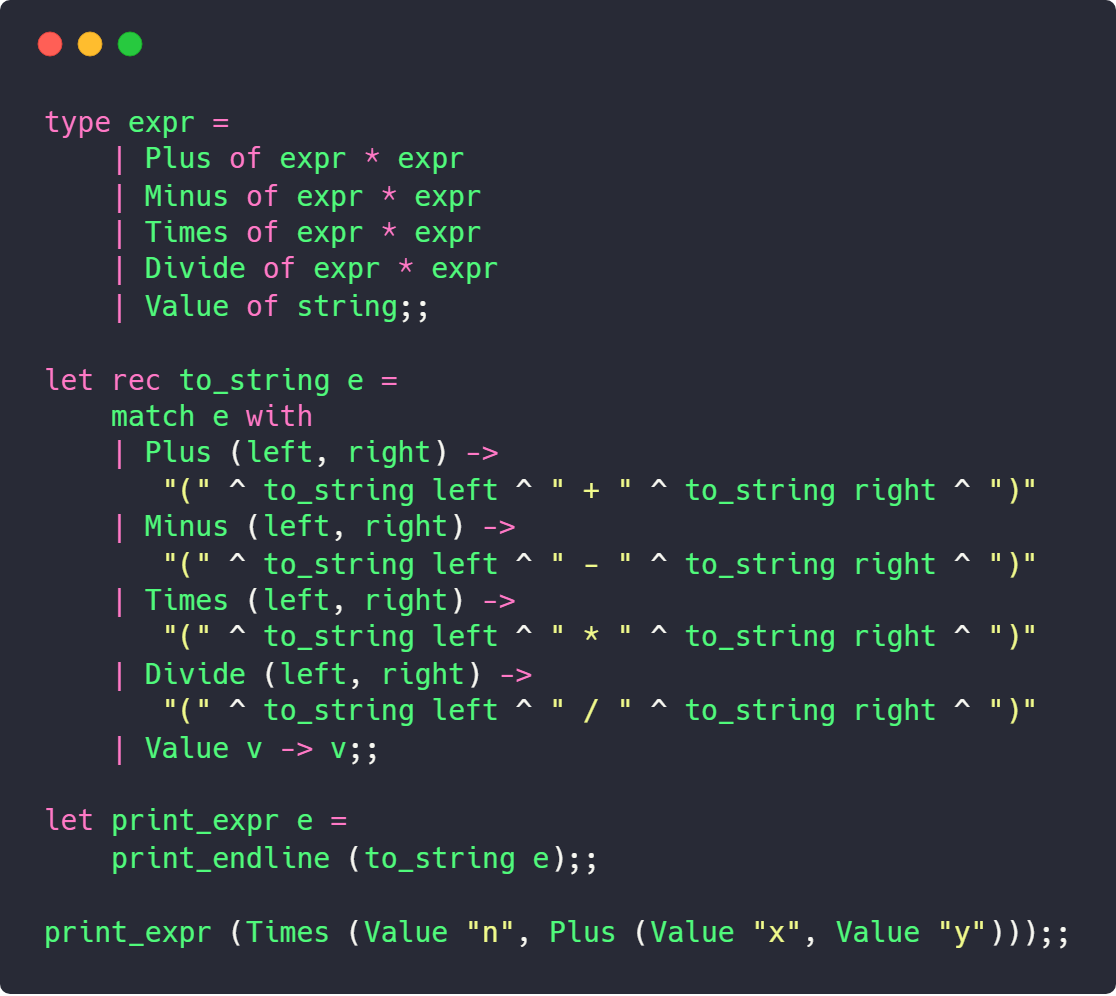 type expr =
    | Plus of expr * expr
    | Minus of expr * expr
    | Times of expr * expr
    | Divide of expr * expr
    | Value of string;;

let rec to_string e =
    match e with
    | Plus (left, right) ->
       "(" ^ to_string left ^ " + " ^ to_string right ^ ")"
    | Minus (left, right) ->
       "(" ^ to_string left ^ " - " ^ to_string right ^ ")"
    | Times (left, right) ->
       "(" ^ to_string left ^ " * " ^ to_string right ^ ")"
    | Divide (left, right) ->
       "(" ^ to_string left ^ " / " ^ to_string right ^ ")"
    | Value v -> v;;

let print_expr e =
    print_endline (to_string e);;

print_expr (Times (Value "n", Plus (Value "x", Value "y")));;